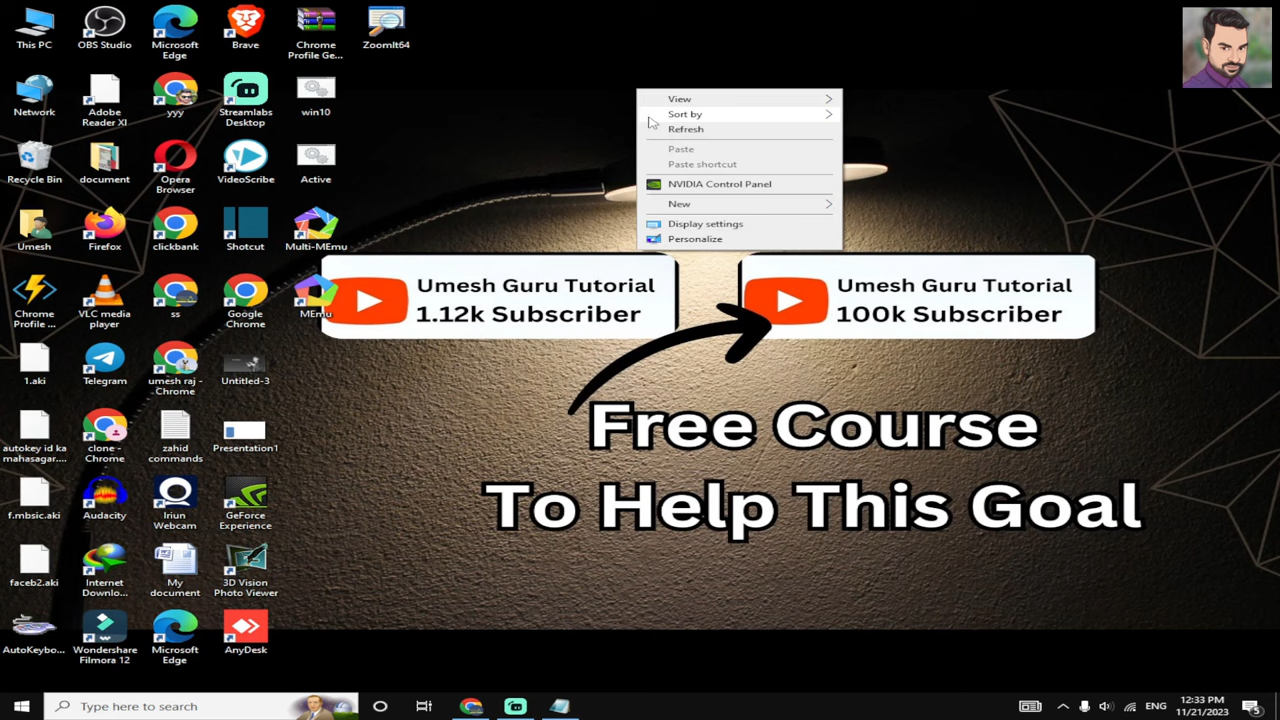 This PC
OBS Studio
Microsoft
Edge
Brave
Chrome
Profile Ge...
ZoomIt64
Network
Adobe
Reader XI
yyy
Streamlabs
Desktop
win10
Recycle Bin
document
Opera
Browser
VideoScribe
Active
Umesh
Firefox
clickbank
Shotcut
Multi-MEmu
Chrome
Profile ...
VLC media
player
ss
Google
Chrome
MEmu
1.aki
Telegram
umesh raj -
Chrome
Untitled-3
autokey id ka
mahasagar....
clone -
Chrome
zahid
commands
Presentation1
f.mbsic.aki
Audacity
Iriun
Webcam
GeForce
Experience
faceb2.aki
Internet
Downlo...
My
document
3D Vision
Photo Viewer
AutoKeybo...
Wondershare
Filmora 12
Microsoft
Edge
AnyDesk
View
Sort by
Refresh
Paste
Paste shortcut
NVIDIA Control Panel
New
Display settings
Personalize
Umesh Guru Tutorial
1.12k Subscriber
Umesh Guru Tutorial
100k Subscriber
Free Course
To Help This Goal
Type here to search
ENG
12:33 PM
11/21/2023
5